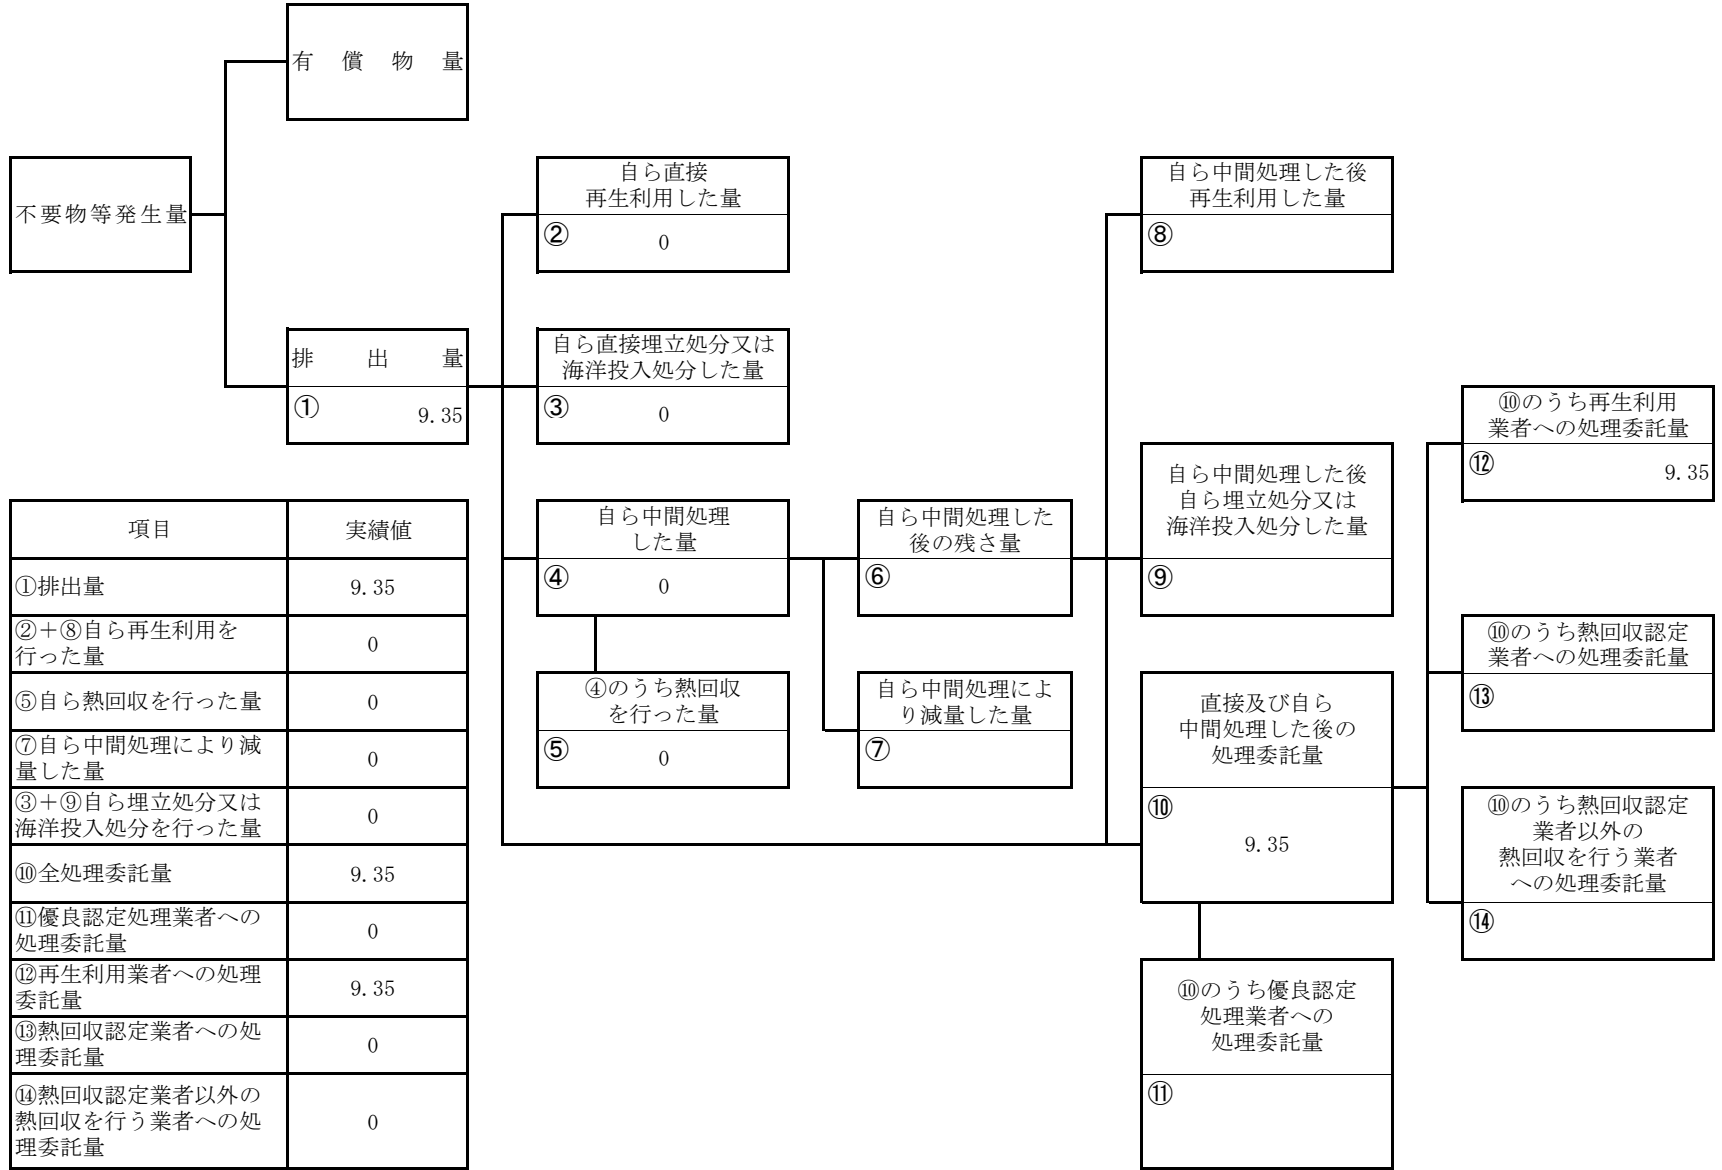 有償物量
不要物等発生量
排出量
①
9.35
自ら直接
再生利用した量
②
0
自ら直接埋立処分又は
海洋投入処分した量
③
0
自ら中間処理
した量
④
0
④のうち熱回収
を行った量
⑤
0
自ら中間処理した
後の残さ量
⑥
自ら中間処理によ
り減量した量
⑦
自ら中間処理した後
再生利用した量
⑧
自ら中間処理した後
自ら埋立処分又は
海洋投入処分した量
⑨
直接及び自ら
中間処理した後の
処理委託量
⑩
9.35
⑩のうち優良認定
処理業者への
処理委託量
⑪
⑩のうち再生利用
業者への処理委託量
⑫
9.35
⑩のうち熱回収認定
業者への処理委託量
⑬
⑩のうち熱回収認定
業者以外の
熱回収を行う業者
への処理委託量
⑭
項目 実績値
①排出量 9.35
②＋⑧自ら再生利用を
行った量 0
⑤自ら熱回収を行った量 0
⑦自ら中間処理により減
量した量 0
③＋⑨自ら埋立処分又は
海洋投入処分を行った量 0
⑩全処理委託量 9.35
⑪優良認定処理業者への
処理委託量 0
⑫再生利用業者への処理
委託量 9.35
⑬熱回収認定業者への処
理委託量 0
⑭熱回収認定業者以外の
熱回収を行う業者への処
理委託量 0